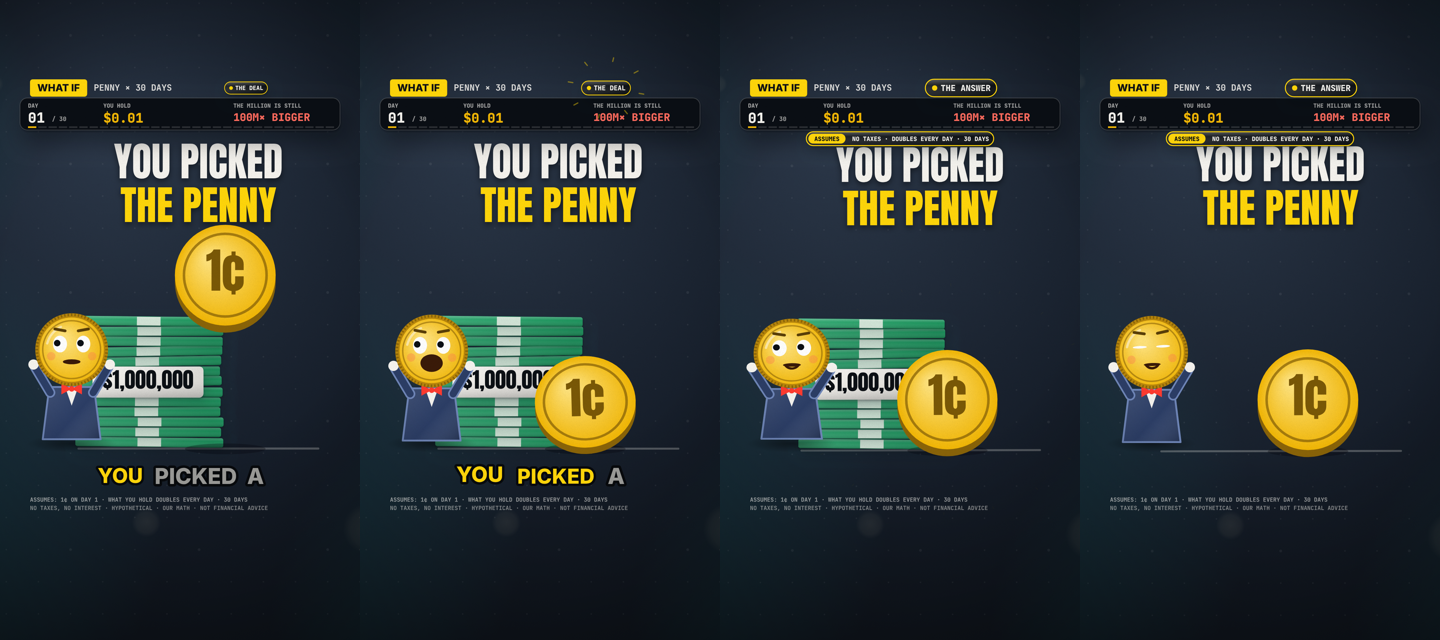 WHAT IF PENNY × 30 DAYS THE DEAL
DAY YOU HOLD THE MILLION IS STILL
01 / 30 $0.01 100M× BIGGER
YOU PICKED
THE PENNY
1¢
$1,000,000
YOU PICKED A
ASSUMES: 1¢ ON DAY 1 · WHAT YOU HOLD DOUBLES EVERY DAY · 30 DAYS
NO TAXES, NO INTEREST · HYPOTHETICAL · OUR MATH · NOT FINANCIAL ADVICE
WHAT IF PENNY × 30 DAYS THE DEAL
DAY YOU HOLD THE MILLION IS STILL
01 / 30 $0.01 100M× BIGGER
YOU PICKED
THE PENNY
$1,000,000
1¢
YOU PICKED A
ASSUMES: 1¢ ON DAY 1 · WHAT YOU HOLD DOUBLES EVERY DAY · 30 DAYS
NO TAXES, NO INTEREST · HYPOTHETICAL · OUR MATH · NOT FINANCIAL ADVICE
WHAT IF PENNY × 30 DAYS THE ANSWER
DAY YOU HOLD THE MILLION IS STILL
01 / 30 $0.01 100M× BIGGER
ASSUMES NO TAXES · DOUBLES EVERY DAY · 30 DAYS
YOU PICKED
THE PENNY
$1,000,00
1¢
ASSUMES: 1¢ ON DAY 1 · WHAT YOU HOLD DOUBLES EVERY DAY · 30 DAYS
NO TAXES, NO INTEREST · HYPOTHETICAL · OUR MATH · NOT FINANCIAL ADVICE
WHAT IF PENNY × 30 DAYS THE ANSWER
DAY YOU HOLD THE MILLION IS STILL
01 / 30 $0.01 100M× BIGGER
ASSUMES NO TAXES · DOUBLES EVERY DAY · 30 DAYS
YOU PICKED
THE PENNY
1¢
ASSUMES: 1¢ ON DAY 1 · WHAT YOU HOLD DOUBLES EVERY DAY · 30 DAYS
NO TAXES, NO INTEREST · HYPOTHETICAL · OUR MATH · NOT FINANCIAL ADVICE